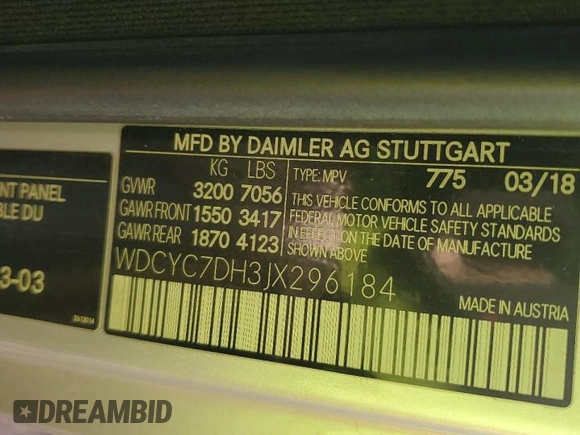 MFD BY DAIMLER AG STUTTGART
KG LBS
GVWR 3200 7056
GAWR FRONT 1550 3417
GAWR REAR 1870 4123
TYPE: MPV 775 03/18
THIS VEHICLE CONFORMS TO ALL APPLICABLE
FEDERAL MOTOR VEHICLE SAFETY STANDARDS
IN EFFECT ON THE DATE OF MANUFACTURE
SHOWN ABOVE
WDCYC7DH3JX296184
MADE IN AUSTRIA
NT PANEL
BLE DU
3-03
DREAMBID